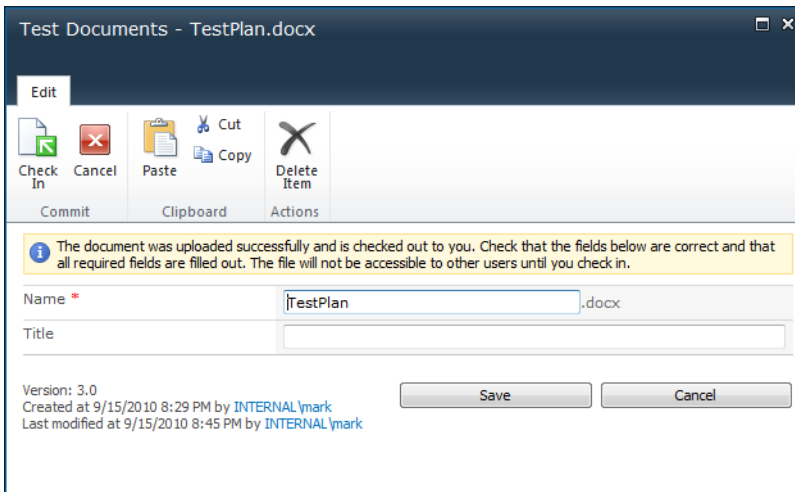 Test Documents - TestPlan.docx
Edit
Check In
Cancel
Paste
Cut
Copy
Delete Item
Commit
Clipboard
Actions
The document was uploaded successfully and is checked out to you. Check that the fields below are correct and that
all required fields are filled out. The file will not be accessible to other users until you check in.
Name *
TestPlan .docx
Title
Version: 3.0
Created at 9/15/2010 8:29 PM by INTERNAL\mark
Last modified at 9/15/2010 8:45 PM by INTERNAL\mark
Save
Cancel